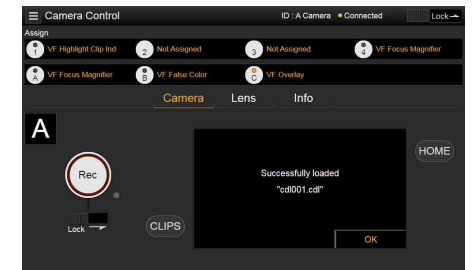 Camera Control ID : A Camera Connected Lock
Assign
1 VF Highlight Clip Ind 2 Not Assigned 3 Not Assigned 4 VF Focus Magnifier
A VF Focus Magnifier B VF False Color C VF Overlay
Camera Lens Info
A
HOME
Rec
Successfully loaded
"cdl001.cdl"
Lock
CLIPS
OK